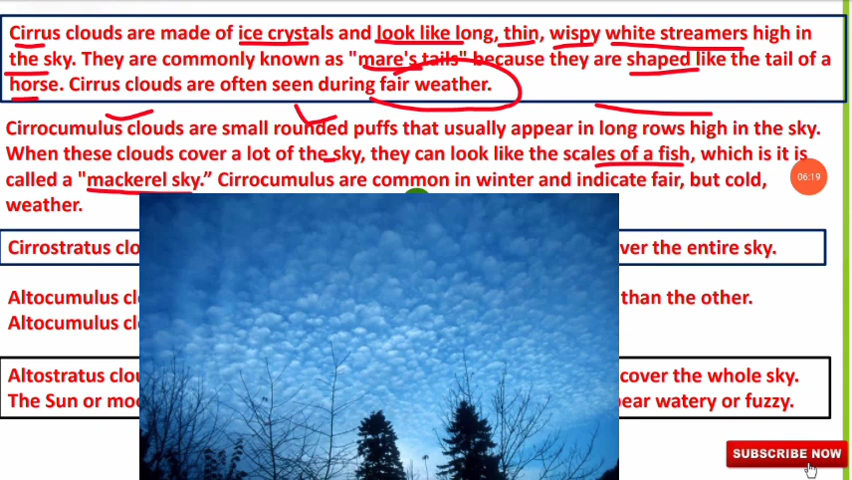 Cirrus clouds are made of ice crystals and look like long, thin, wispy white streamers high in
the sky. They are commonly known as "mare's tails" because they are shaped like the tail of a
horse. Cirrus clouds are often seen during fair weather.
Cirrocumulus clouds are small rounded puffs that usually appear in long rows high in the sky.
When these clouds cover a lot of the sky, they can look like the scales of a fish, which is it is
called a "mackerel sky.” Cirrocumulus are common in winter and indicate fair, but cold,
weather.
06:19
Cirrostratus ver the entire sky.
Altocumulus than the other.
Altocumulus
Altostratus cover the whole sky.
The Sun or watery or fuzzy.
SUBSCRIBE NOW